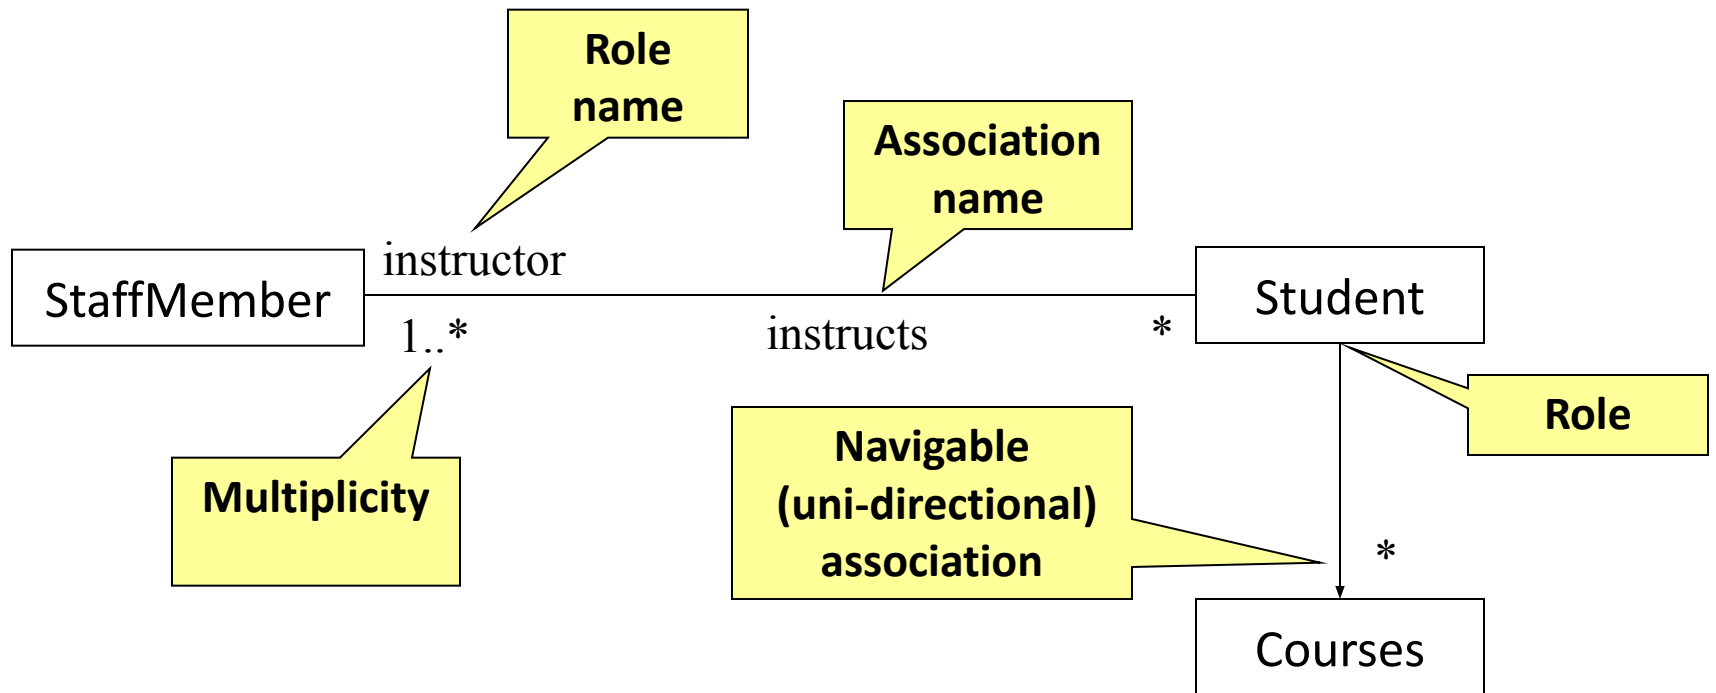 Role
name
Association
name
instructor
StaffMember
Student
1..*
instructs
*
Role
Multiplicity
Navigable
(uni-directional)
association
*
Courses